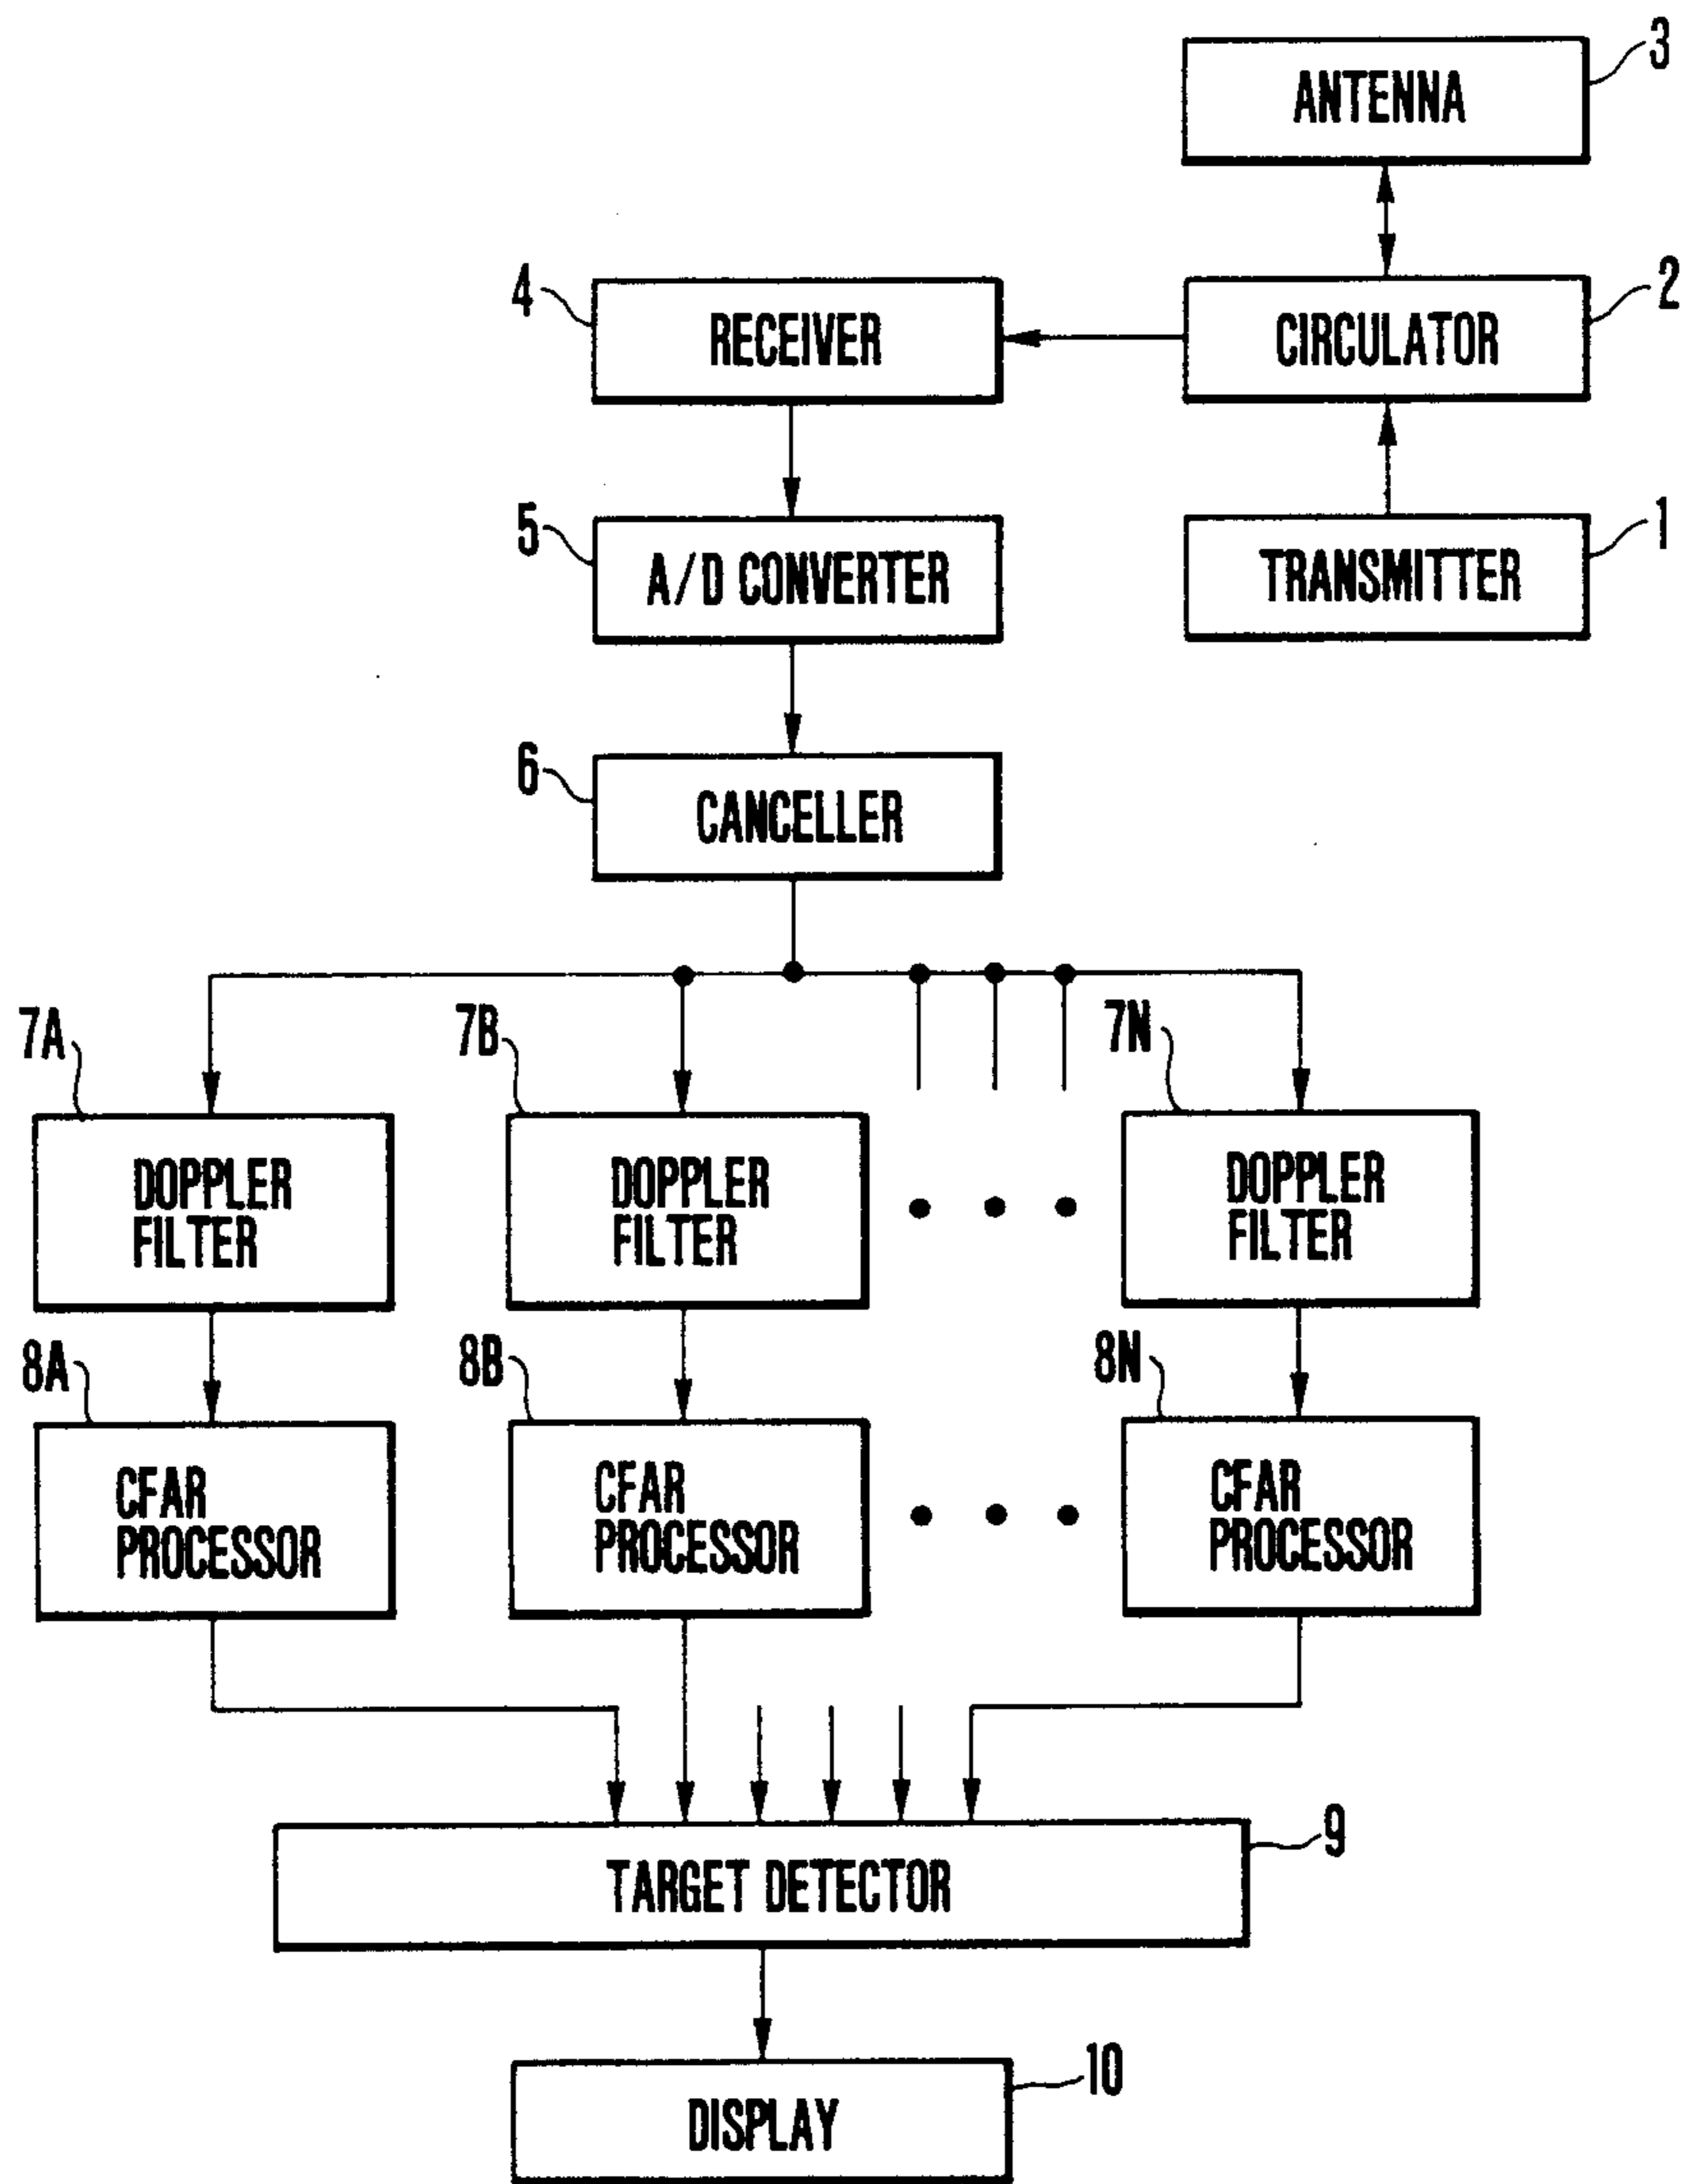 3
ANTENNA
4
RECEIVER
2
CIRCULATOR
5
A/D CONVERTER
1
TRANSMITTER
6
CANCELLER
7A
DOPPLER
FILTER
7B
DOPPLER
FILTER
7N
DOPPLER
FILTER
8A
CFAR
PROCESSOR
8B
CFAR
PROCESSOR
8N
CFAR
PROCESSOR
9
TARGET DETECTOR
10
DISPLAY